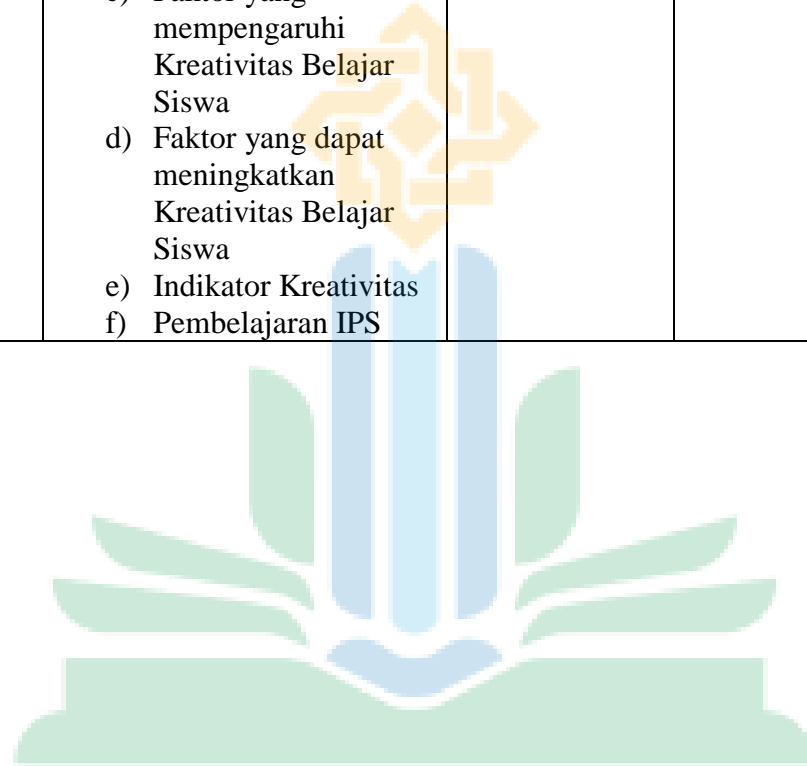 mempengaruhi
Kreativitas Belajar
Siswa
d) Faktor yang dapat
meningkatkan
Kreativitas Belajar
Siswa
e) Indikator Kreativitas
f) Pembelajaran IPS